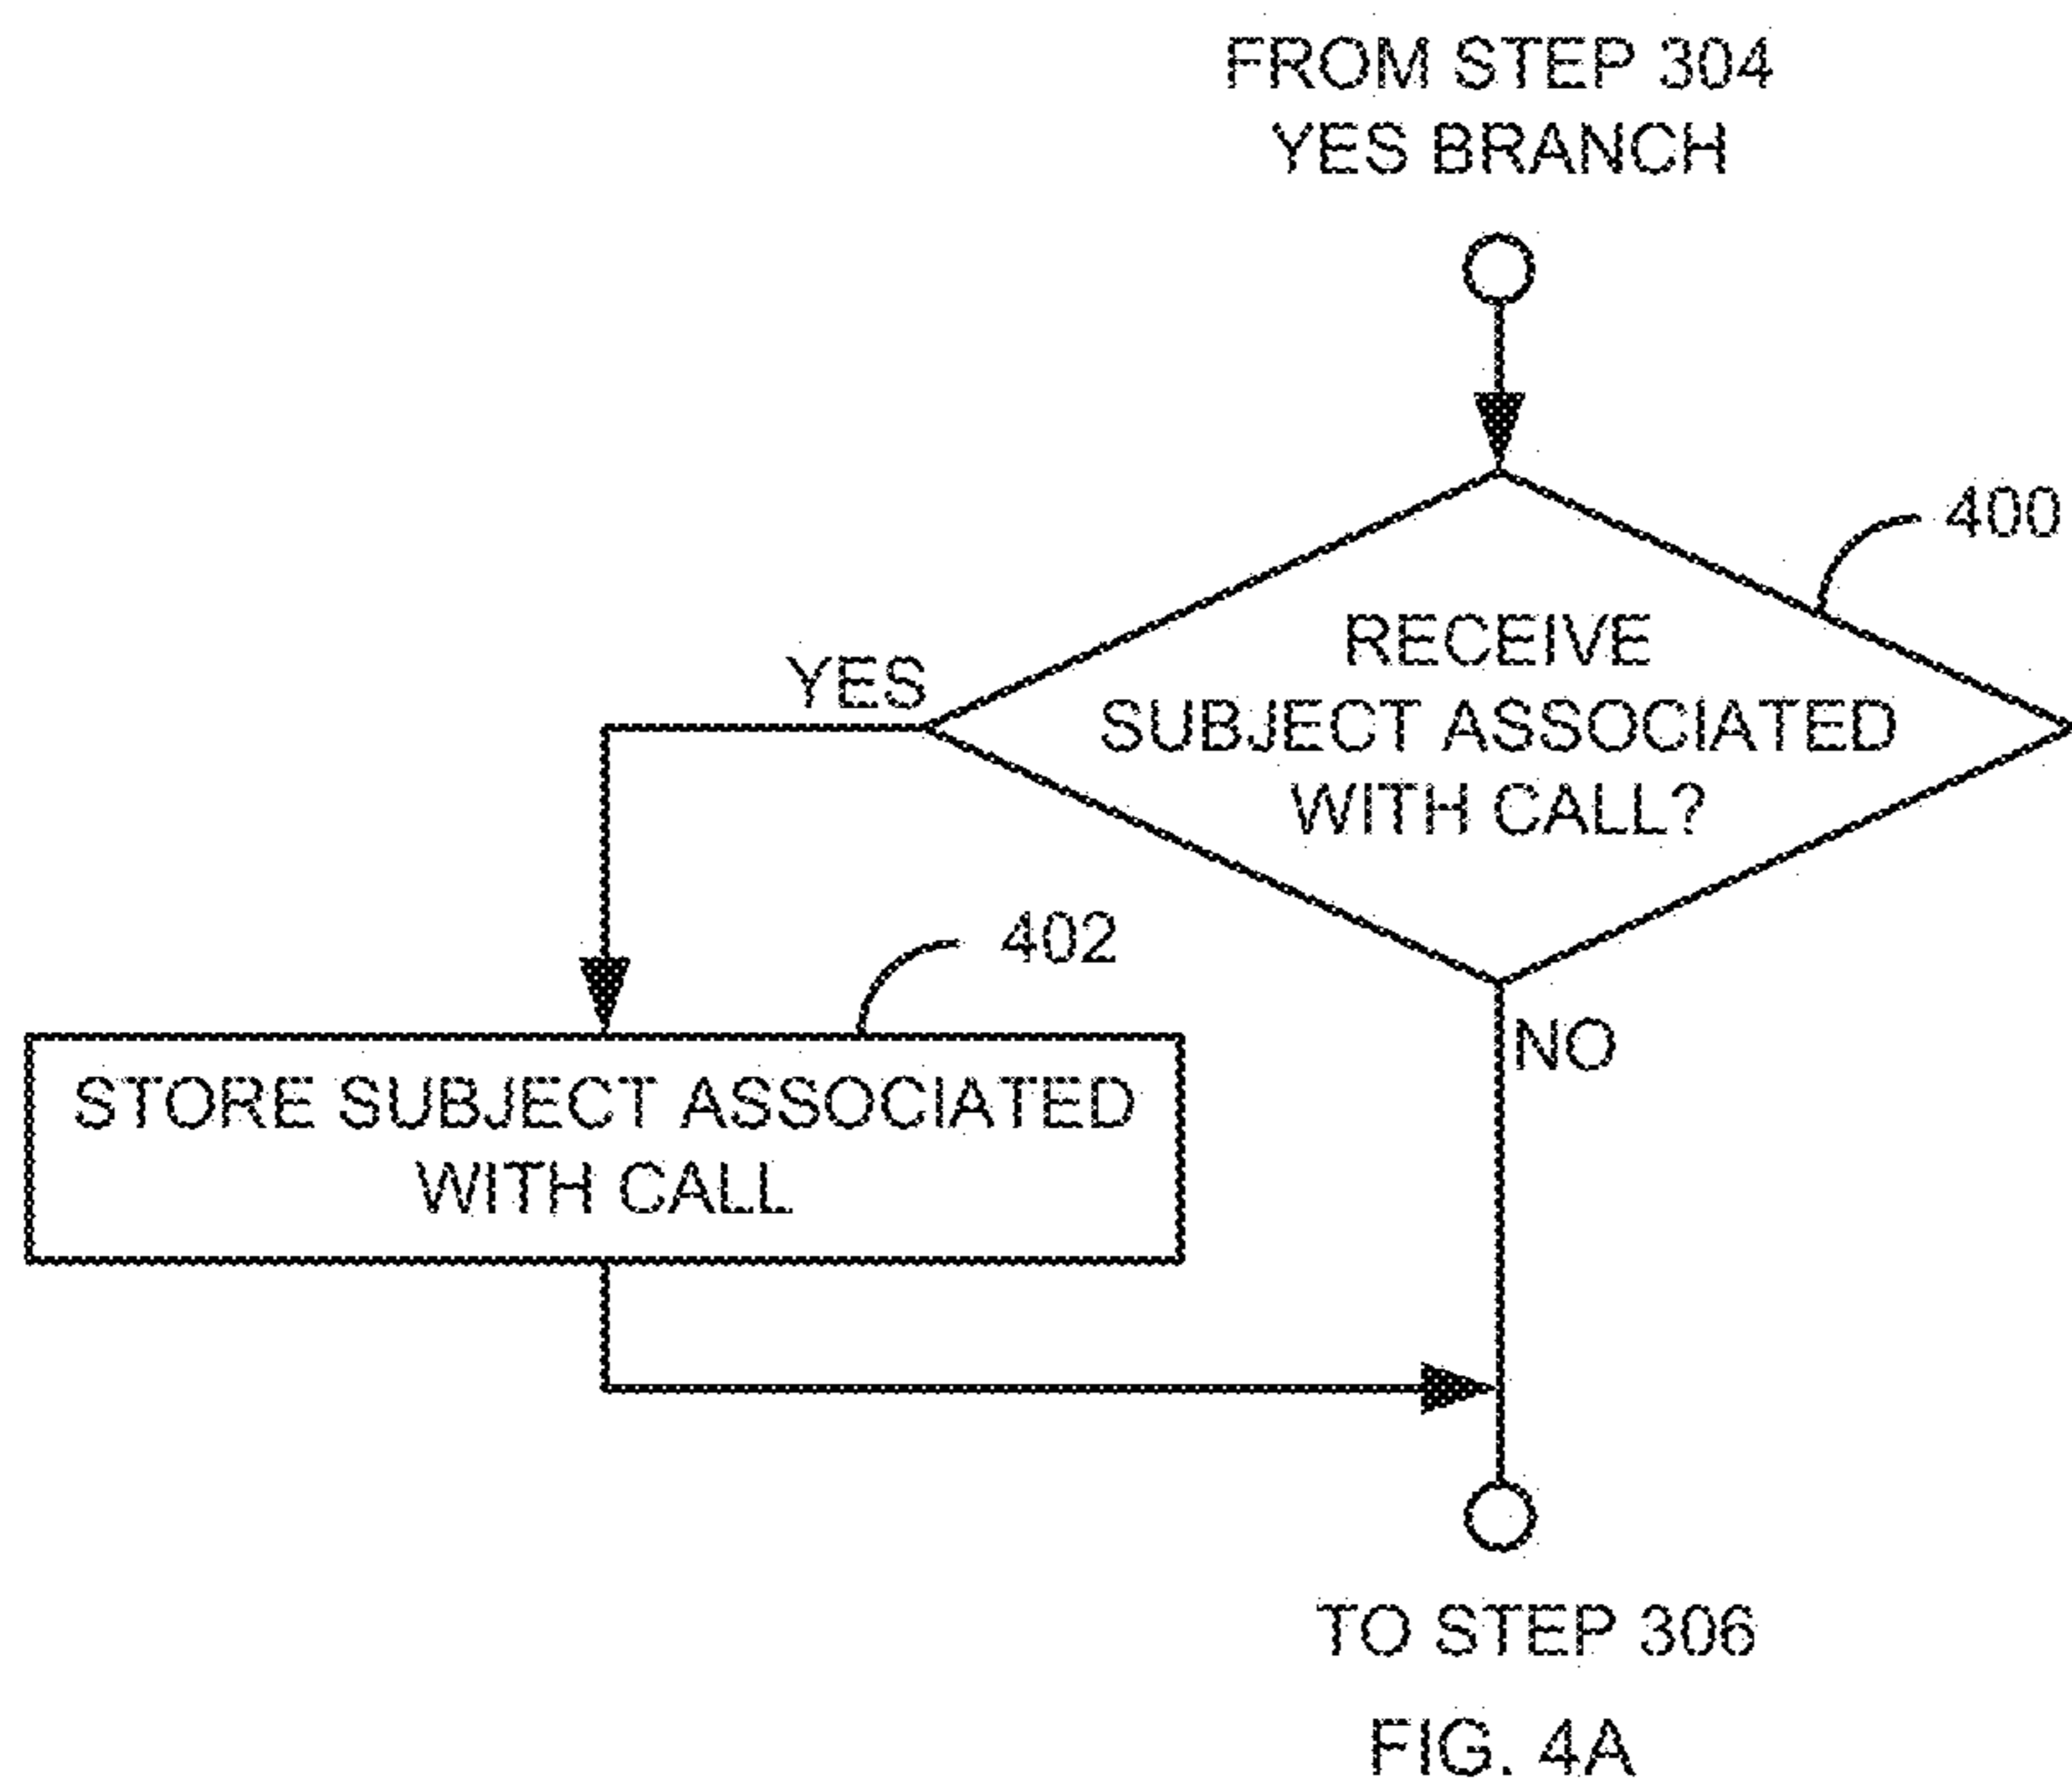 FROM STEP 304
YES BRANCH
400
RECEIVE
SUBJECT ASSOCIATED
WITH CALL?
YES
402
NO
STORE SUBJECT ASSOCIATED
WITH CALL
TO STEP 306
FIG. 4A